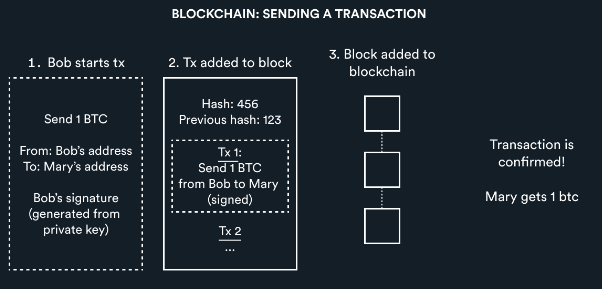 BLOCKCHAIN: SENDING A TRANSACTION
1. Bob starts tx
Send 1 BTC
From: Bob's address
To: Mary's address
Bob's signature
(generated from
private key)
2. Tx added to block
Hash: 456
Previous hash: 123
Tx 1:
Send 1 BTC
from Bob to Mary
(signed)
Tx 2
...
3. Block added to
blockchain
Transaction is
confirmed!
Mary gets 1 btc